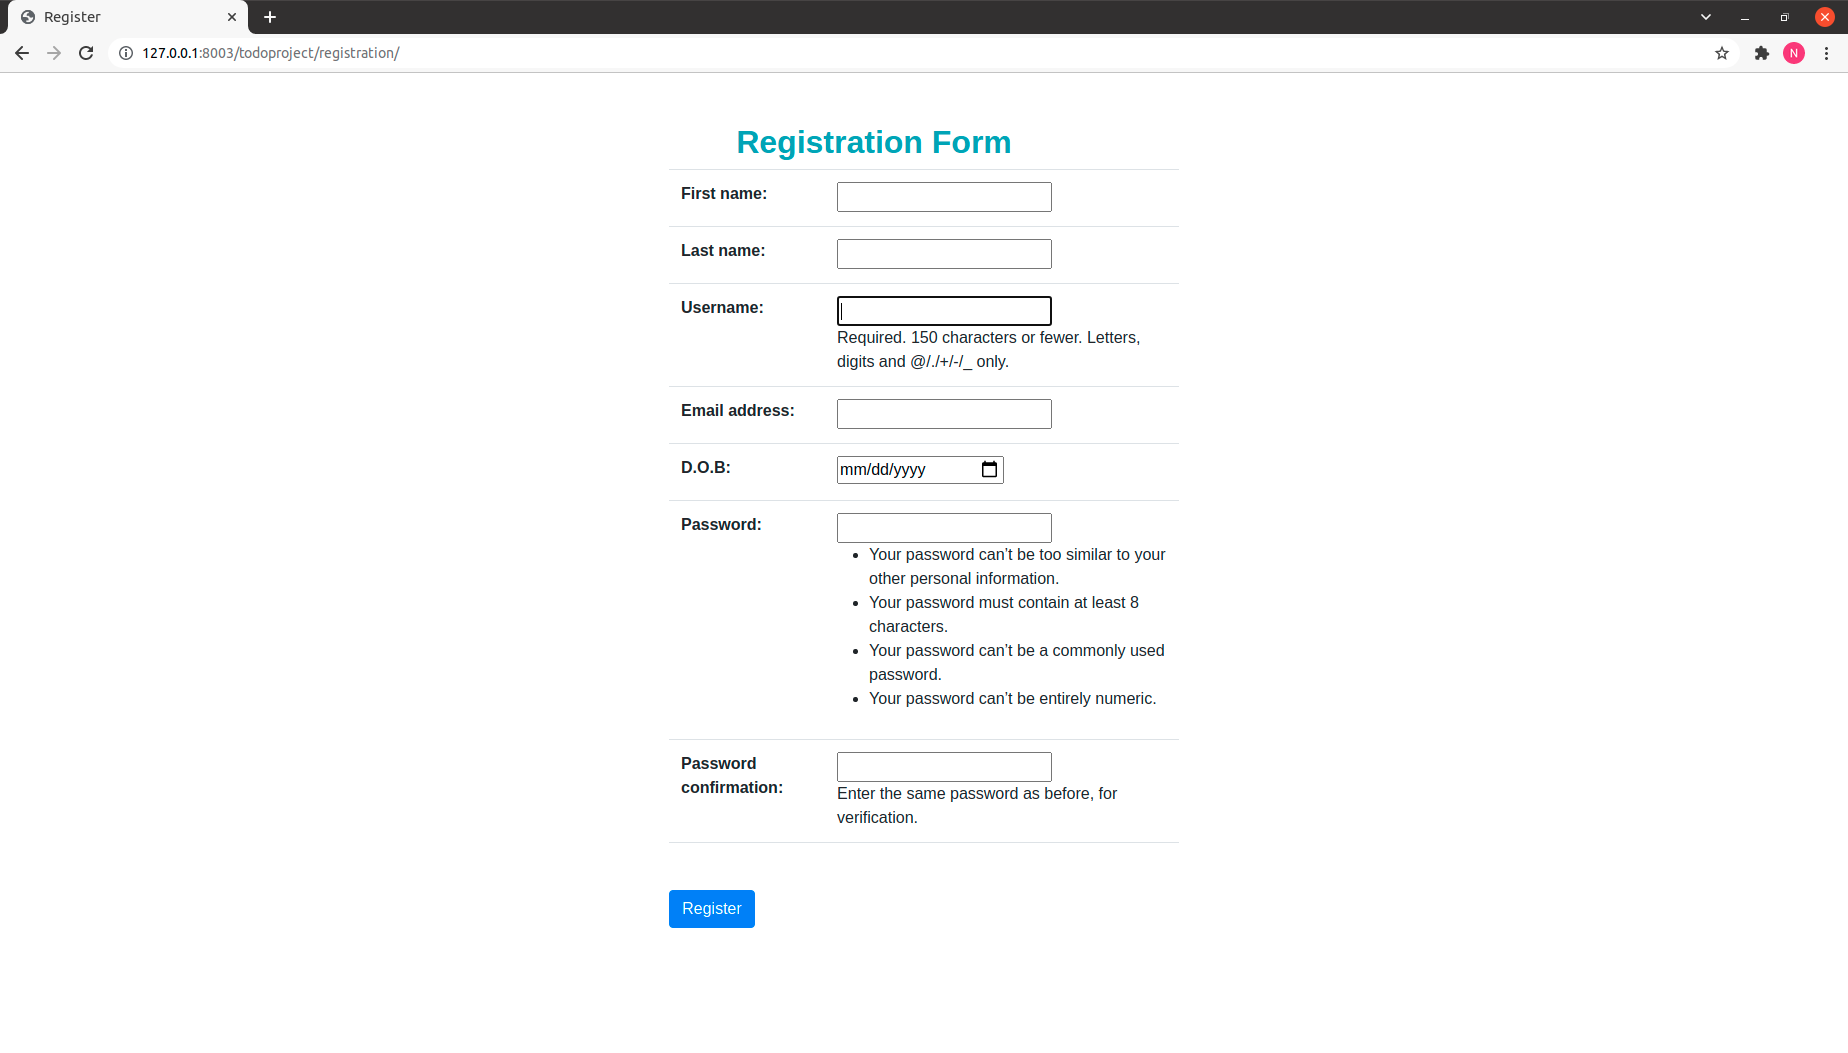 Register
127.0.0.1:8003/todoproject/registration/
N
Registration Form
First name:
Last name:
Username:
Required. 150 characters or fewer. Letters,
digits and @/./+/-/_ only.
Email address:
D.O.B:
mm/dd/yyyy
Password:
Your password can’t be too similar to your
other personal information.
Your password must contain at least 8
characters.
Your password can’t be a commonly used
password.
Your password can’t be entirely numeric.
Password
confirmation:
Enter the same password as before, for
verification.
Register